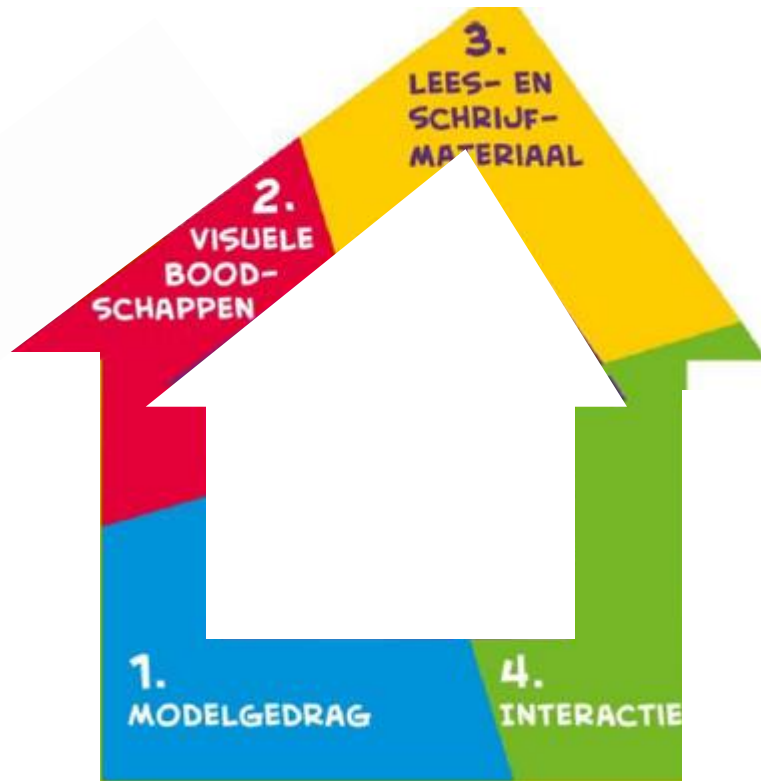 3.
LEES- EN
SCHRIJF-
MATERIAAL
2.
VISUELE
BOOD-
SCHAPPEN
1.
MODELGEDRAG
4.
INTERACTIE